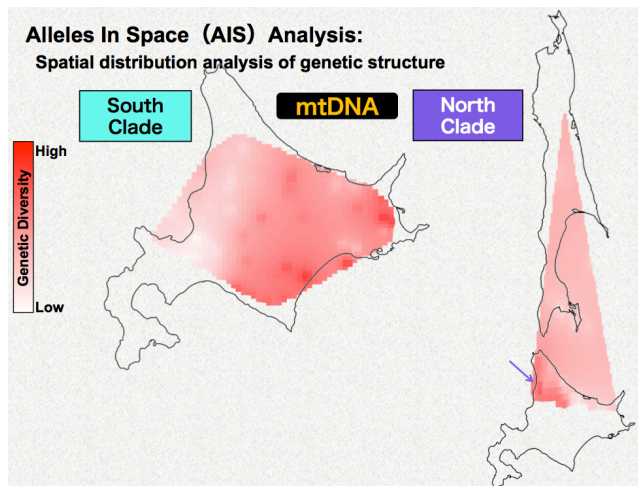 Alleles In Space（AIS）Analysis:
Spatial distribution analysis of genetic structure
South
Clade
mtDNA
North
Clade
High
Genetic Diversity
Low